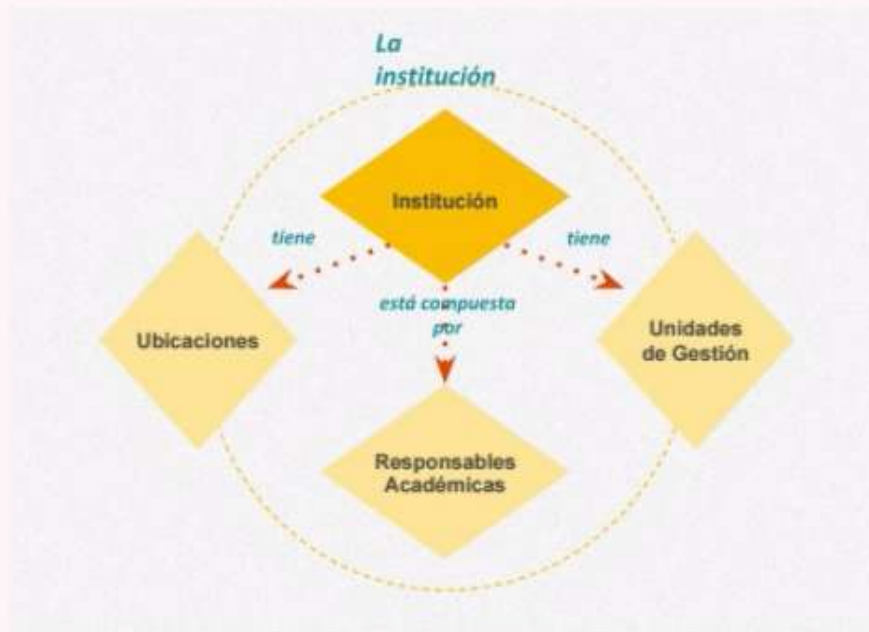 La
institución
Institución
tiene
tiene
está compuesta
por
Ubicaciones
Unidades
de Gestión
Responsables
Académicas